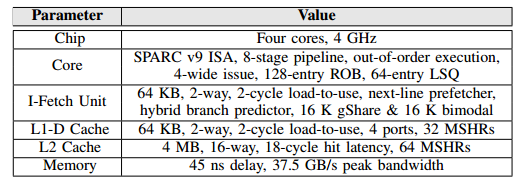 Parameter Value
Chip Four cores, 4 GHz
Core SPARC v9 ISA, 8-stage pipeline, out-of-order execution,
4-wide issue, 128-entry ROB, 64-entry LSQ
I-Fetch Unit 64 KB, 2-way, 2-cycle load-to-use, next-line prefetcher,
hybrid branch predictor, 16 K gShare & 16 K bimodal
L1-D Cache 64 KB, 2-way, 2-cycle load-to-use, 4 ports, 32 MSHRs
L2 Cache 4 MB, 16-way, 18-cycle hit latency, 64 MSHRs
Memory 45 ns delay, 37.5 GB/s peak bandwidth